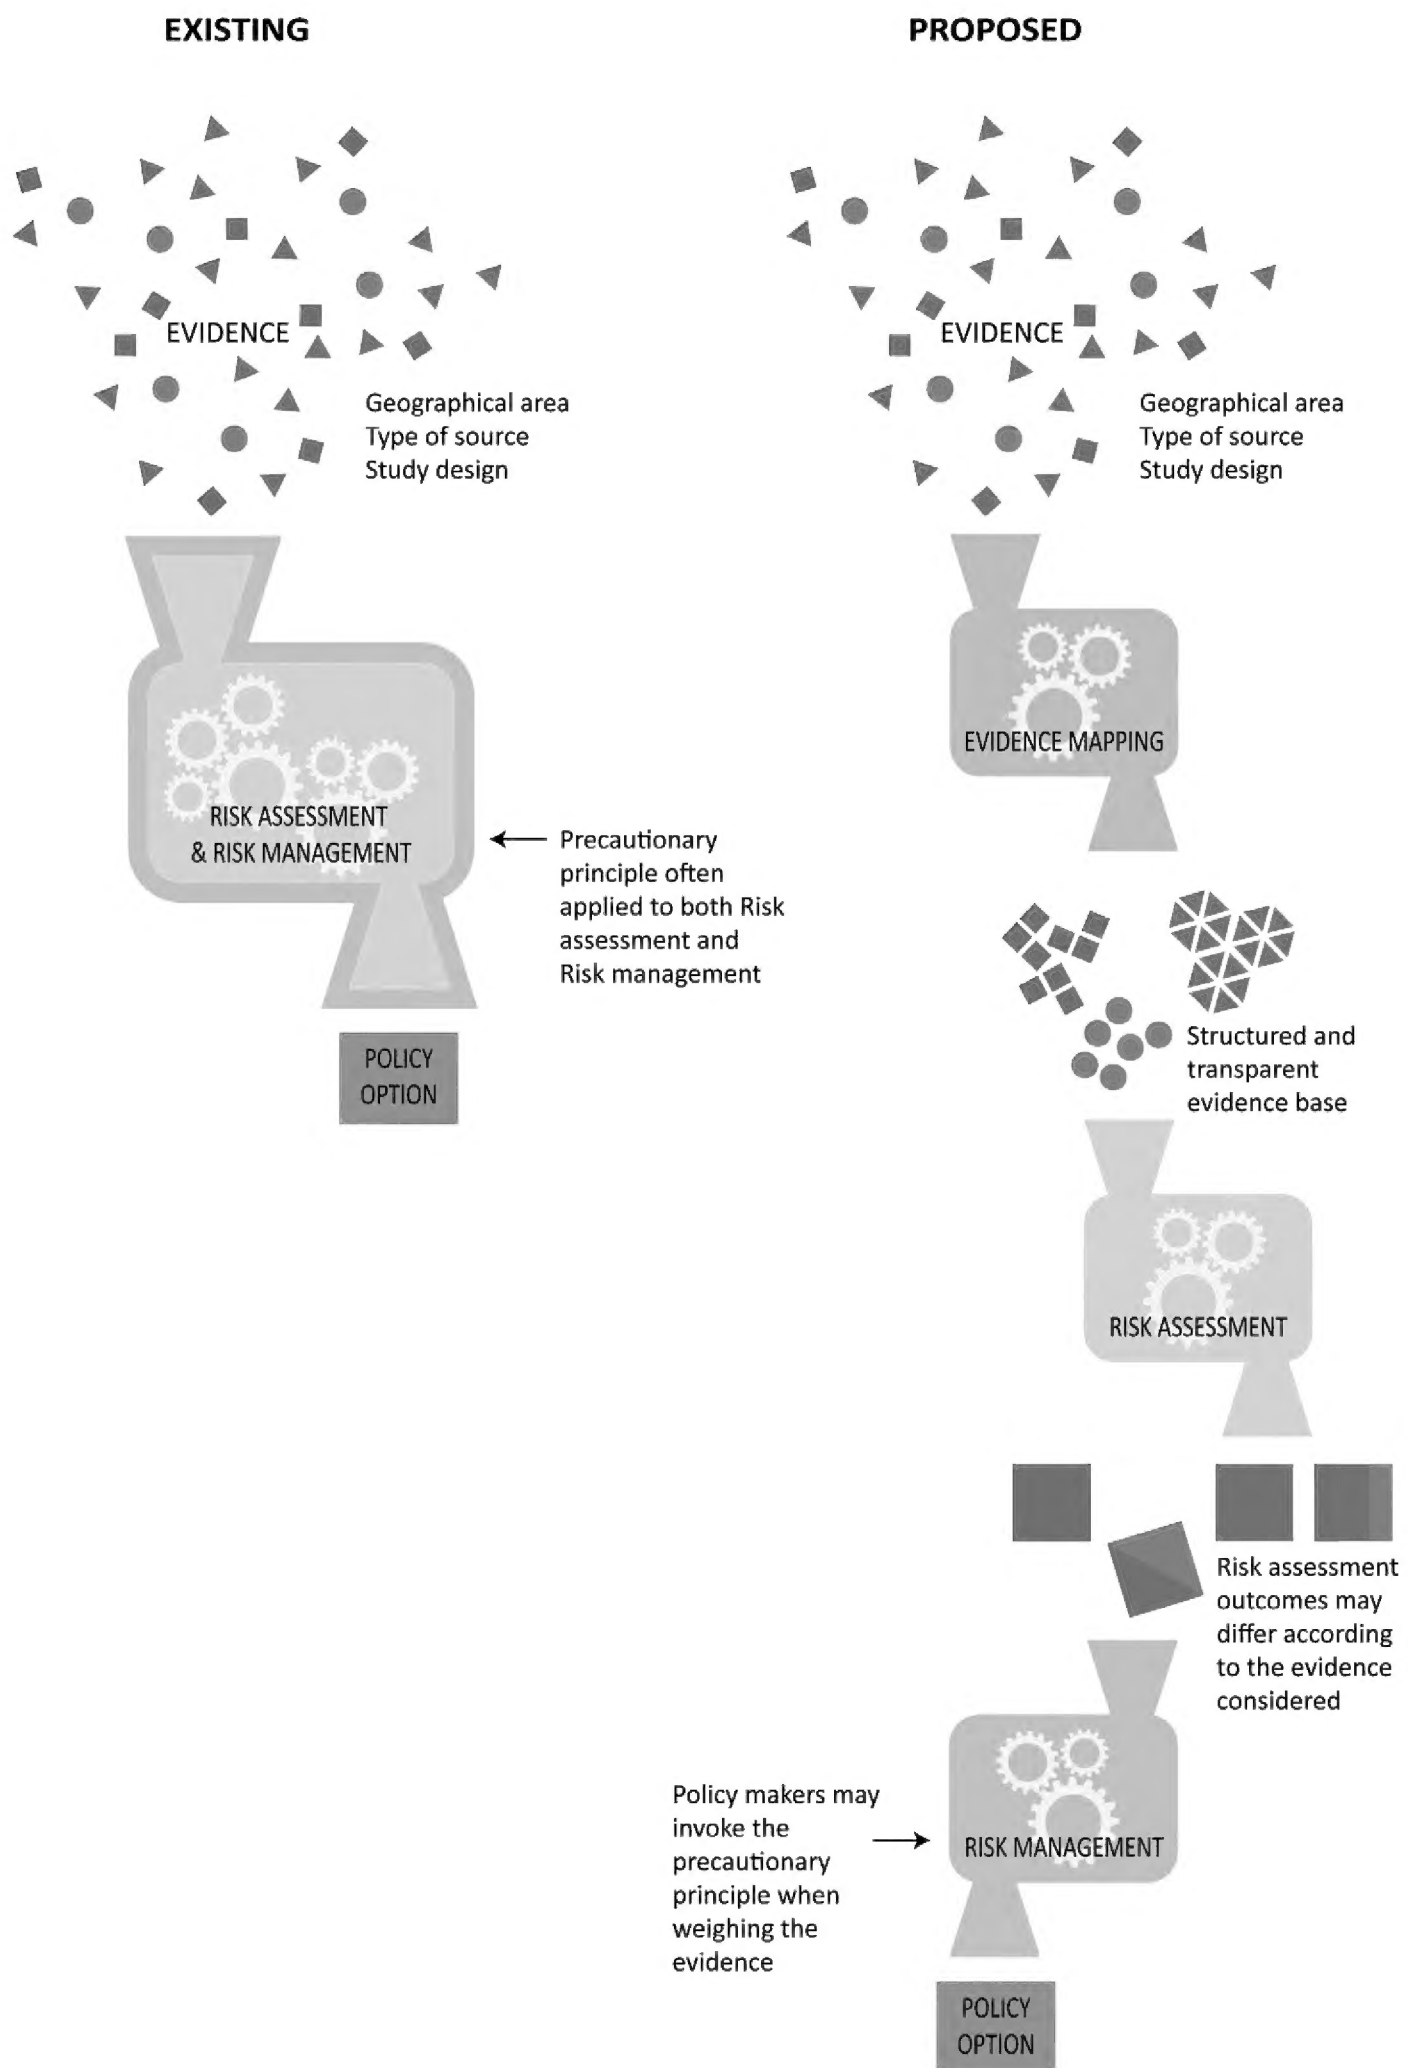 EXISTING
EVIDENCE
Geographical area
Type of source
Study design
RISK ASSESSMENT
& RISK MANAGEMENT
Precautionary
principle often
applied to both Risk
assessment and
Risk management
POLICY
OPTION
PROPOSED
EVIDENCE
Geographical area
Type of source
Study design
EVIDENCE MAPPING
Structured and
transparent
evidence base
RISK ASSESSMENT
Risk assessment
outcomes may
differ according
to the evidence
considered
Policy makers may
invoke the
precautionary
principle when
weighing the
evidence
RISK MANAGEMENT
POLICY
OPTION